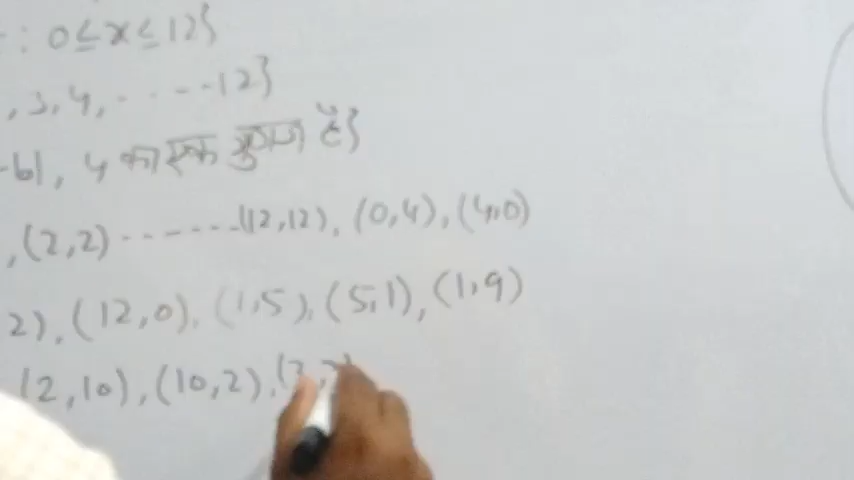 : 0≤x≤12}
, 3, 4, .....12}
-b|, 4 का एक गुणज है}
, (2,2) .......(12,12), (0,4), (4,0)
2), (12,0), (1,5), (5,1), (1,9)
(2,10), (10,2), (3,